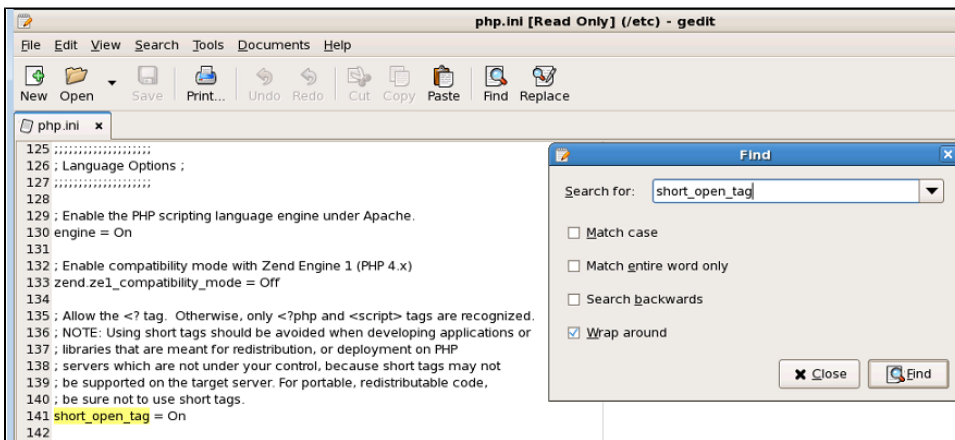 php.ini [Read Only] (/etc) - gedit
File Edit View Search Tools Documents Help
New Open Save Print... Undo Redo Cut Copy Paste Find Replace
php.ini x
125 ;;;;;;;;;;;;;;;;;;;;
126 ; Language Options ;
127 ;;;;;;;;;;;;;;;;;;;;
128
129 ; Enable the PHP scripting language engine under Apache.
130 engine = On
131
132 ; Enable compatibility mode with Zend Engine 1 (PHP 4.x)
133 zend.ze1_compatibility_mode = Off
134
135 ; Allow the <? tag.  Otherwise, only <?php and <script> tags are recognized.
136 ; NOTE: Using short tags should be avoided when developing applications or
137 ; libraries that are meant for redistribution, or deployment on PHP
138 ; servers which are not under your control, because short tags may not
139 ; be supported on the target server. For portable, redistributable code,
140 ; be sure not to use short tags.
141 short_open_tag = On
142
Find
Search for: short_open_tag
Match case
Match entire word only
Search backwards
Wrap around
Close Find